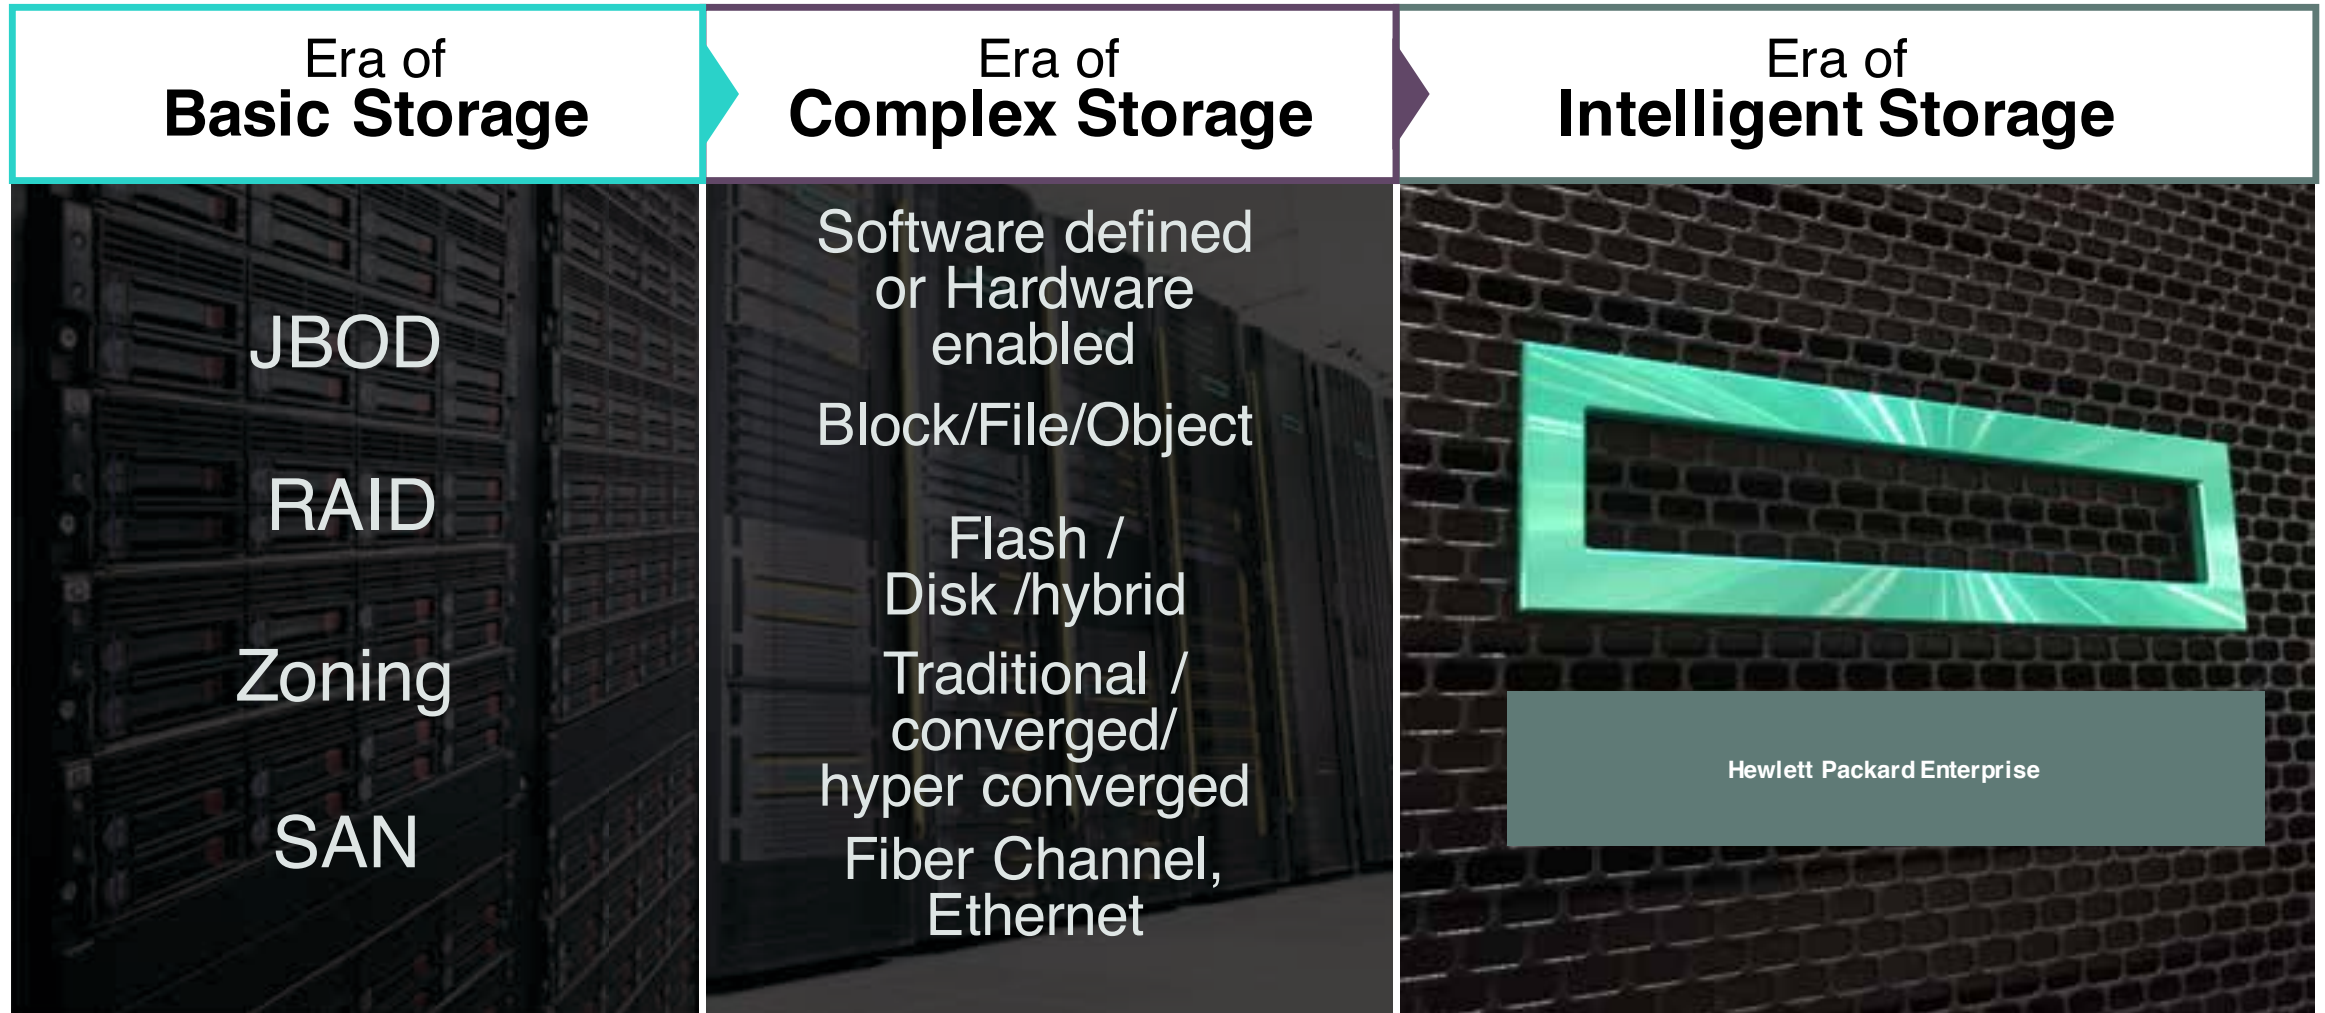 Era of
Basic Storage
JBOD
RAID
Zoning
SAN
Era of
Complex Storage
Software defined
or Hardware
enabled
Block/File/Object
Flash /
Disk /hybrid
Traditional /
converged/
hyper converged
Fiber Channel,
Ethernet
Era of
Intelligent Storage
Hewlett Packard Enterprise